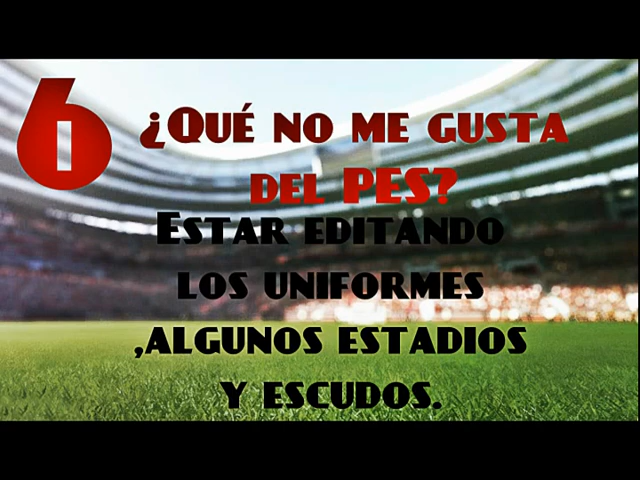 6
¿QUÉ NO ME GUSTA
DEL PES?
ESTAR EDITANDO
LOS UNIFORMES
,ALGUNOS ESTADIOS
Y ESCUDOS.